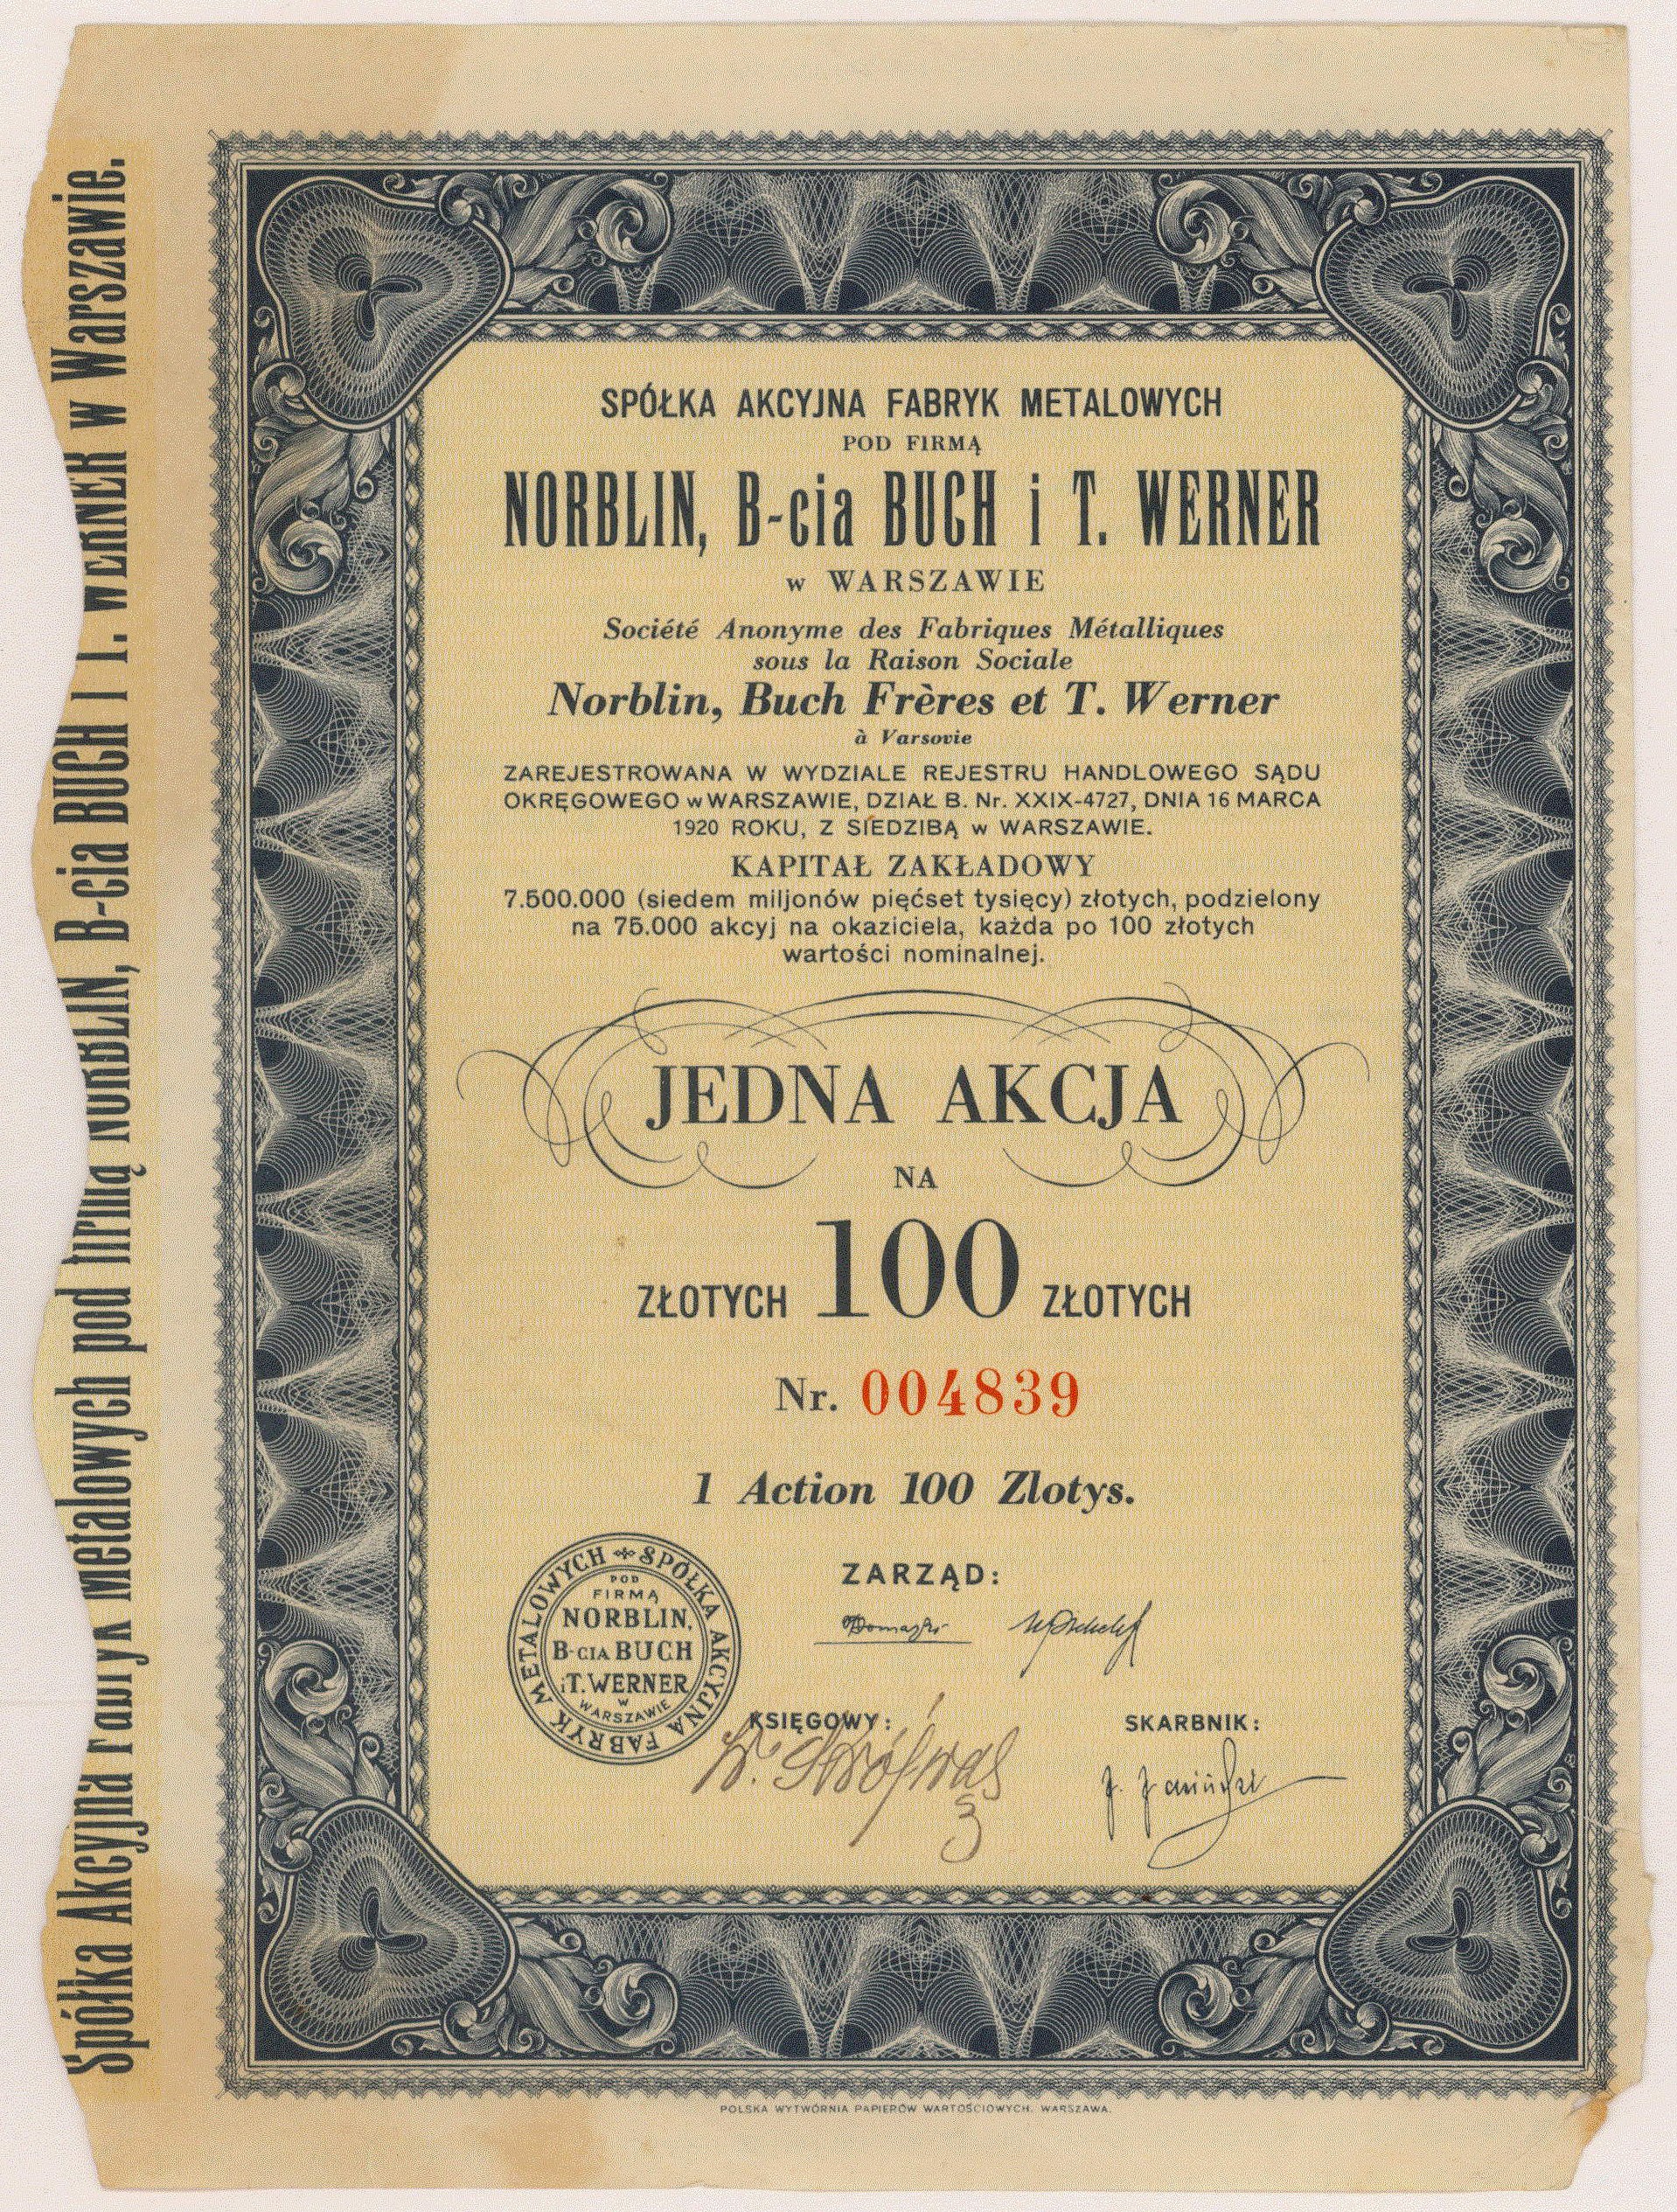 Spółka Akcyjna Fabryk Metalowych pod firmą NORBLIN, B-cia BUCH i T. WERNER w Warszawie.
SPÓŁKA AKCYJNA FABRYK METALOWYCH
POD FIRMĄ
NORBLIN, B-cia BUCH i T. WERNER
w WARSZAWIE
Société Anonyme des Fabriques Métalliques
sous la Raison Sociale
Norblin, Buch Frères et T. Werner
à Varsovie
ZAREJESTROWANA W WYDZIALE REJESTRU HANDLOWEGO SĄDU
OKRĘGOWEGO w WARSZAWIE, DZIAŁ B. Nr. XXIX-4727, DNIA 16 MARCA
1920 ROKU, Z SIEDZIBĄ w WARSZAWIE.
KAPITAŁ ZAKŁADOWY
7.500.000 (siedem miljonów pięćset tysięcy) złotych, podzielony
na 75.000 akcyj na okaziciela, każda po 100 złotych
wartości nominalnej.
JEDNA AKCJA
NA
ZŁOTYCH 100 ZŁOTYCH
Nr. 004839
1 Action 100 Zlotys.
SPÓŁKA AKCYJNA FABRYK METALOWYCH
POD
FIRMĄ
NORBLIN,
B-CIA BUCH
i T. WERNER
W
WARSZAWIE
ZARZĄD:
KSIĘGOWY:
SKARBNIK:
POLSKA WYTWÓRNIA PAPIERÓW WARTOŚCIOWYCH. WARSZAWA.